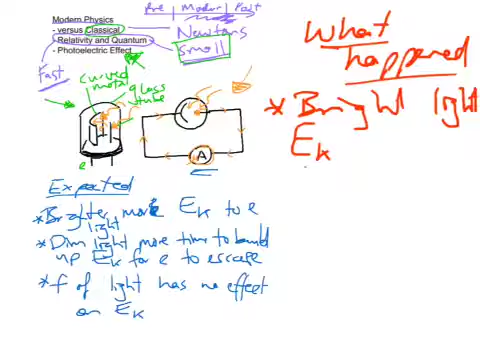 Pre | Modern | Past
Modern Physics
- versus Classical
Newtons
- Relativity and Quantum
small
- Photoelectric Effect
Fast
curved
metal
glass
tube
A
e
Expected
* Brighter more Ek to e
light
* Dim light more time to build
up Ek for e to escape
* f of light has no effect
on Ek
What
happened
* Bright light
Ek